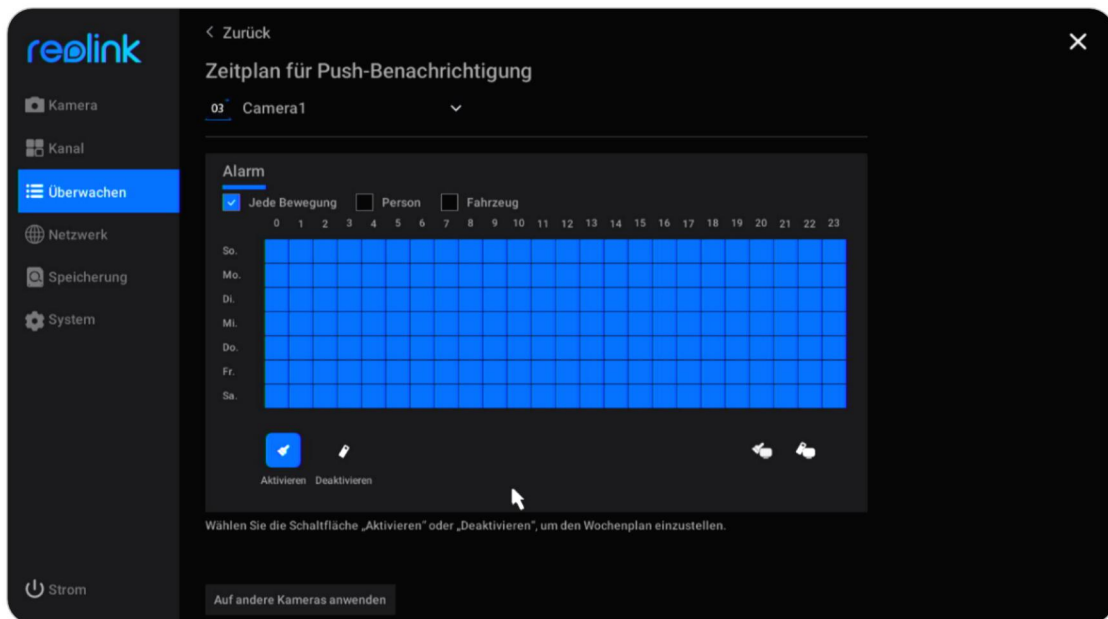 reolink
Kamera
Kanal
Überwachen
Netzwerk
Speicherung
System
Strom
Zurück
Zeitplan für Push-Benachrichtigung
03 Camera1
Alarm
Jede Bewegung Person Fahrzeug
0 1 2 3 4 5 6 7 8 9 10 11 12 13 14 15 16 17 18 19 20 21 22 23
So.
Mo.
Di.
Mi.
Do.
Fr.
Sa.
Aktivieren Deaktivieren
Wählen Sie die Schaltfläche „Aktivieren" oder „Deaktivieren", um den Wochenplan einzustellen.
Auf andere Kameras anwenden